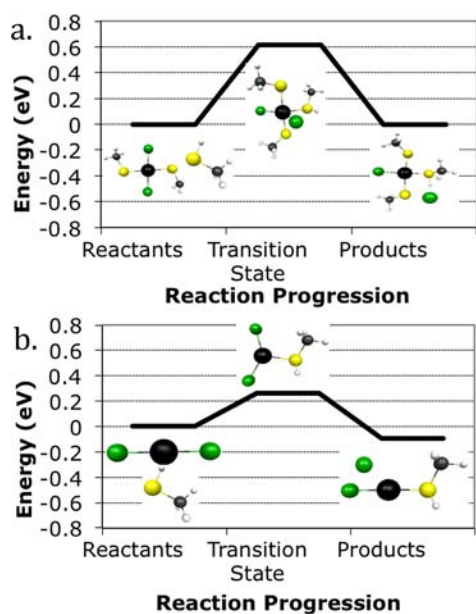 a.
0.8
0.6
0.4
0.2
0
-0.2
-0.4
-0.6
-0.8
Energy (eV)
Reactants Transition Products
State
Reaction Progression
b.
0.8
0.6
0.4
0.2
0
-0.2
-0.4
-0.6
-0.8
Energy (eV)
Reactants Transition Products
State
Reaction Progression